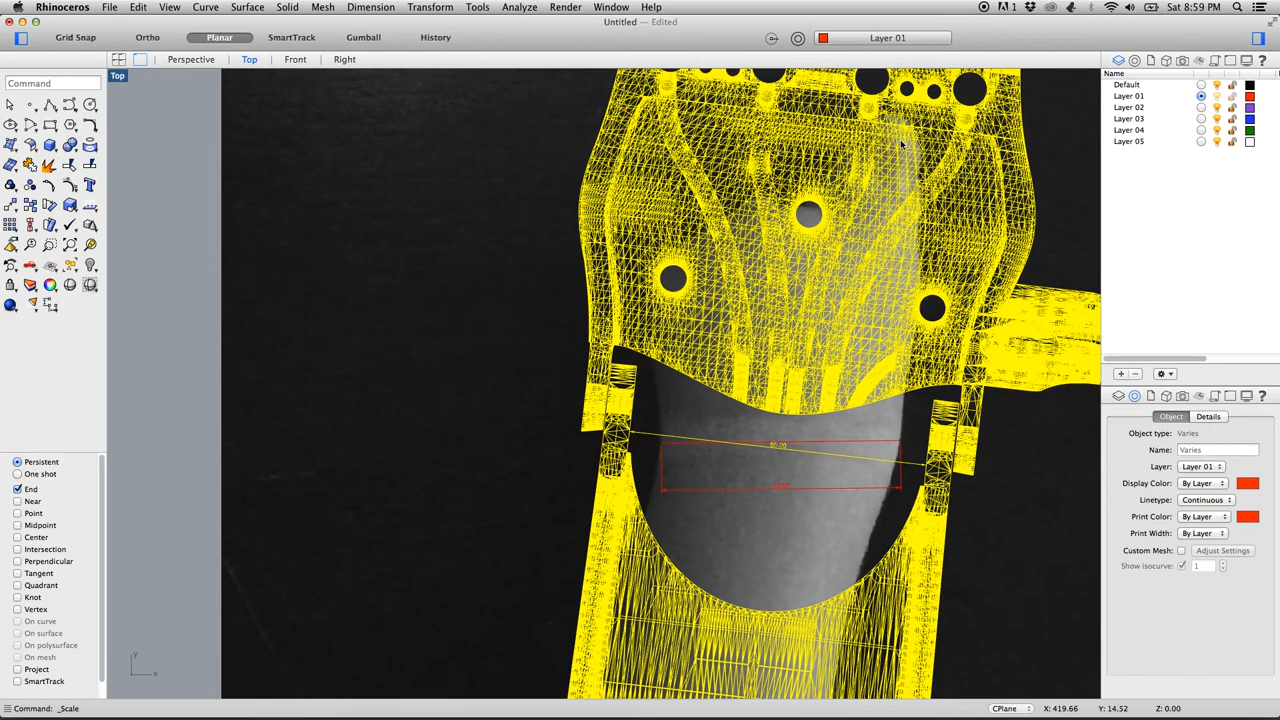 Rhinoceros File Edit View Curve Surface Solid Mesh Dimension Transform Tools Analyze Render Window Help 1 Sat 8:59 PM
Untitled — Edited
Grid Snap Ortho Planar SmartTrack Gumball History Layer 01
Perspective Top Front Right
Top
Command
Name
Default
Layer 01
Layer 02
Layer 03
Layer 04
Layer 05
Persistent
One shot
End
Near
Point
Midpoint
Center
Intersection
Perpendicular
Tangent
Quadrant
Knot
Vertex
On curve
On surface
On polysurface
On mesh
Project
SmartTrack
y
x
Object Details
Object type: Varies
Name: Varies
Layer: Layer 01
Display Color: By Layer
Linetype: Continuous
Print Color: By Layer
Print Width: By Layer
Custom Mesh: Adjust Settings
Show isocurve: 1
Command: _Scale CPlane X: 419.66 Y: 14.52 Z: 0.00